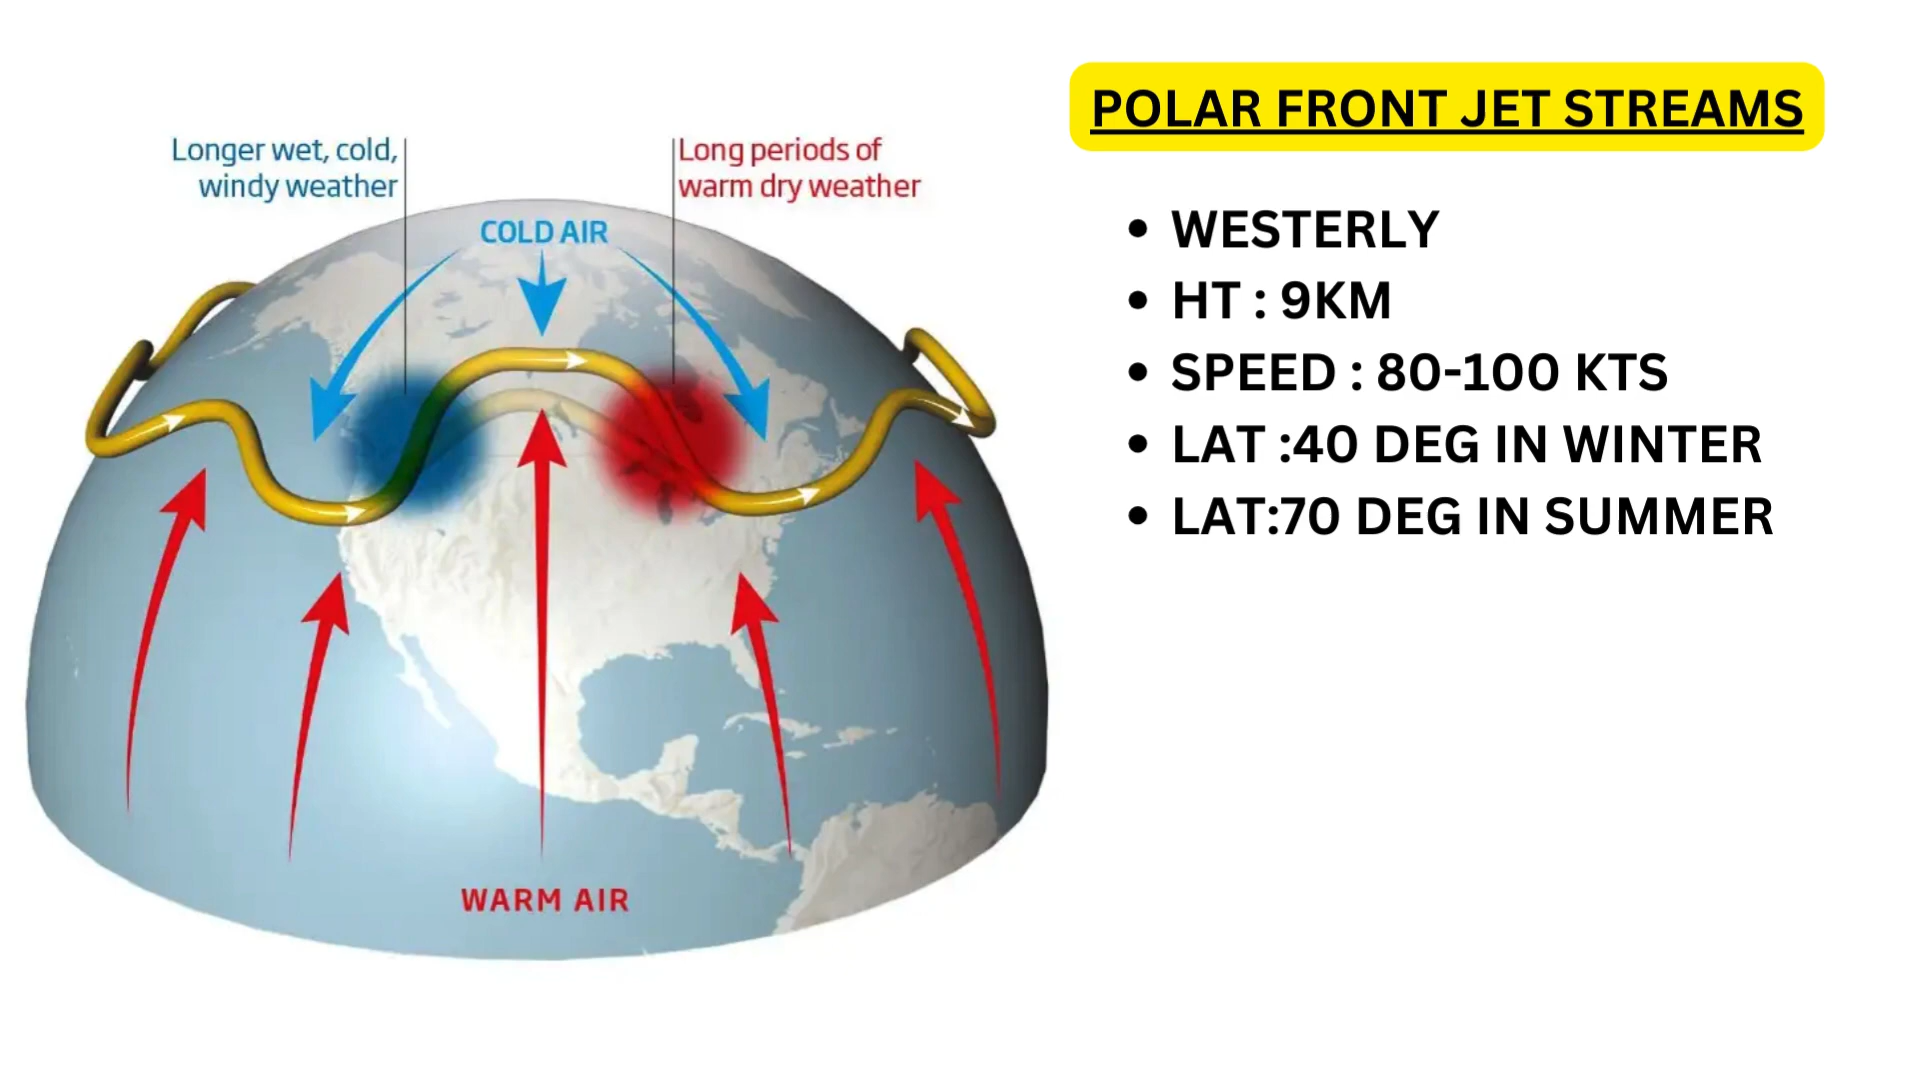 POLAR FRONT JET STREAMS
Longer wet, cold,
windy weather
Long periods of
warm dry weather
COLD AIR
WARM AIR
WESTERLY
HT : 9KM
SPEED : 80-100 KTS
LAT :40 DEG IN WINTER
LAT:70 DEG IN SUMMER